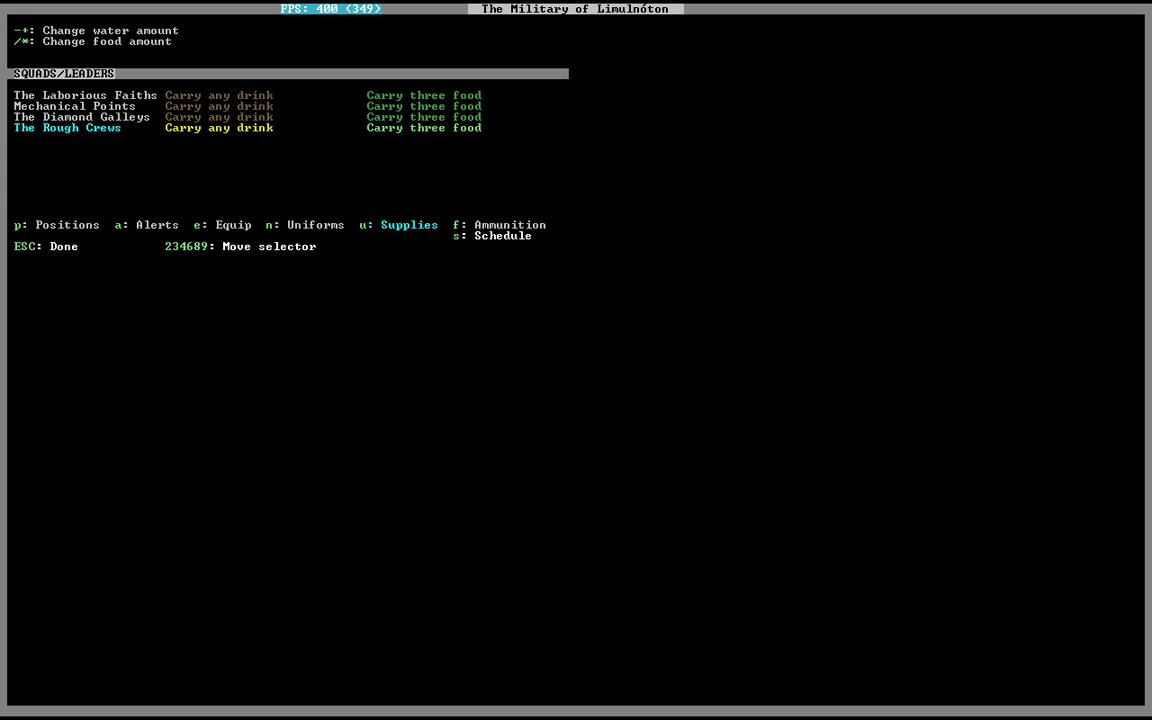 FPS: 400 (349) The Military of Limulnóton
-+: Change water amount
/*: Change food amount
SQUADS/LEADERS
The Laborious Faiths Carry any drink Carry three food
Mechanical Points Carry any drink Carry three food
The Diamond Galleys Carry any drink Carry three food
The Rough Crews Carry any drink Carry three food
p: Positions a: Alerts e: Equip n: Uniforms u: Supplies f: Ammunition
s: Schedule
ESC: Done 234689: Move selector